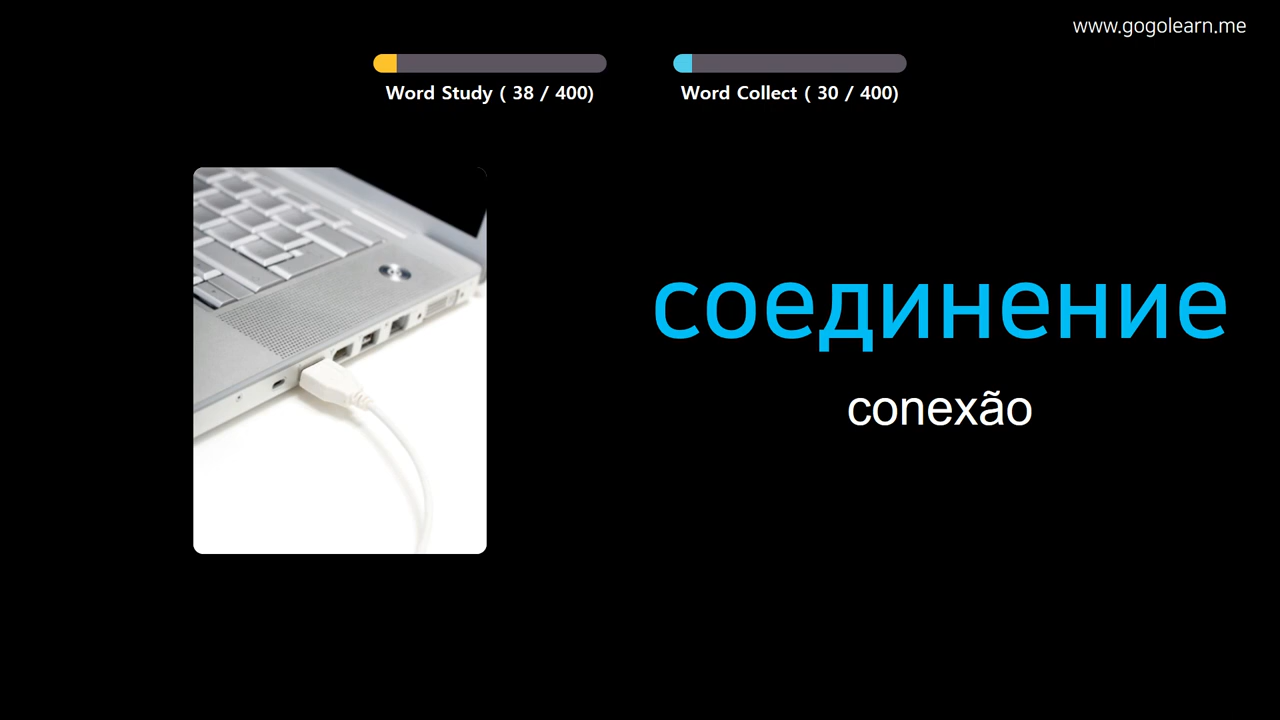 www.gogolearn.me
Word Study ( 38 / 400)
Word Collect ( 30 / 400)
соединение
conexão